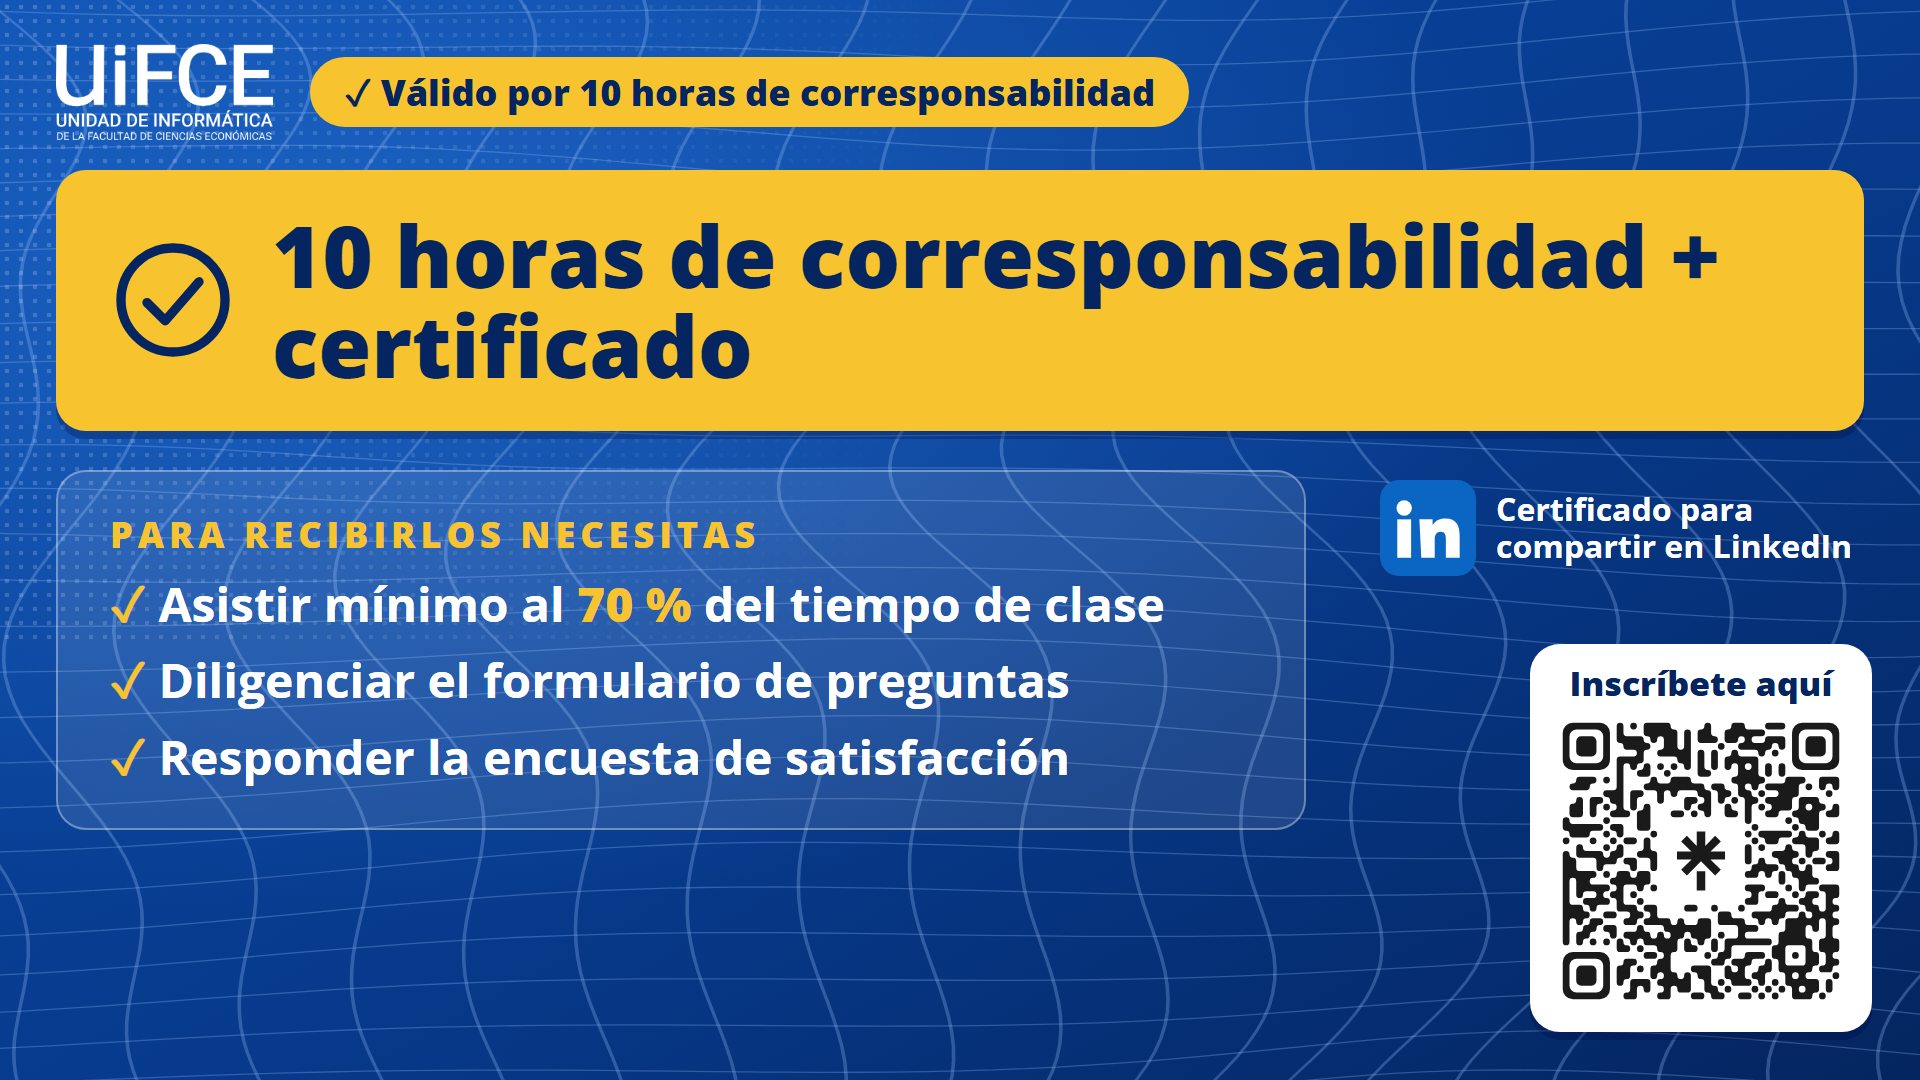 UiFCE
UNIDAD DE INFORMÁTICA
DE LA FACULTAD DE CIENCIAS ECONÓMICAS
✓ Válido por 10 horas de corresponsabilidad
10 horas de corresponsabilidad +
certificado
PARA RECIBIRLOS NECESITAS
✓ Asistir mínimo al 70 % del tiempo de clase
✓ Diligenciar el formulario de preguntas
✓ Responder la encuesta de satisfacción
in
Certificado para
compartir en LinkedIn
Inscríbete aquí